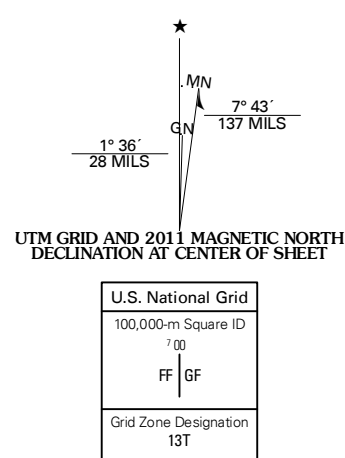 ★
MN
7° 43´
137 MILS
GN
1° 36´
28 MILS
UTM GRID AND 2011 MAGNETIC NORTH
DECLINATION AT CENTER OF SHEET
U.S. National Grid
100,000-m Square ID
7 00
FF GF
Grid Zone Designation
13T